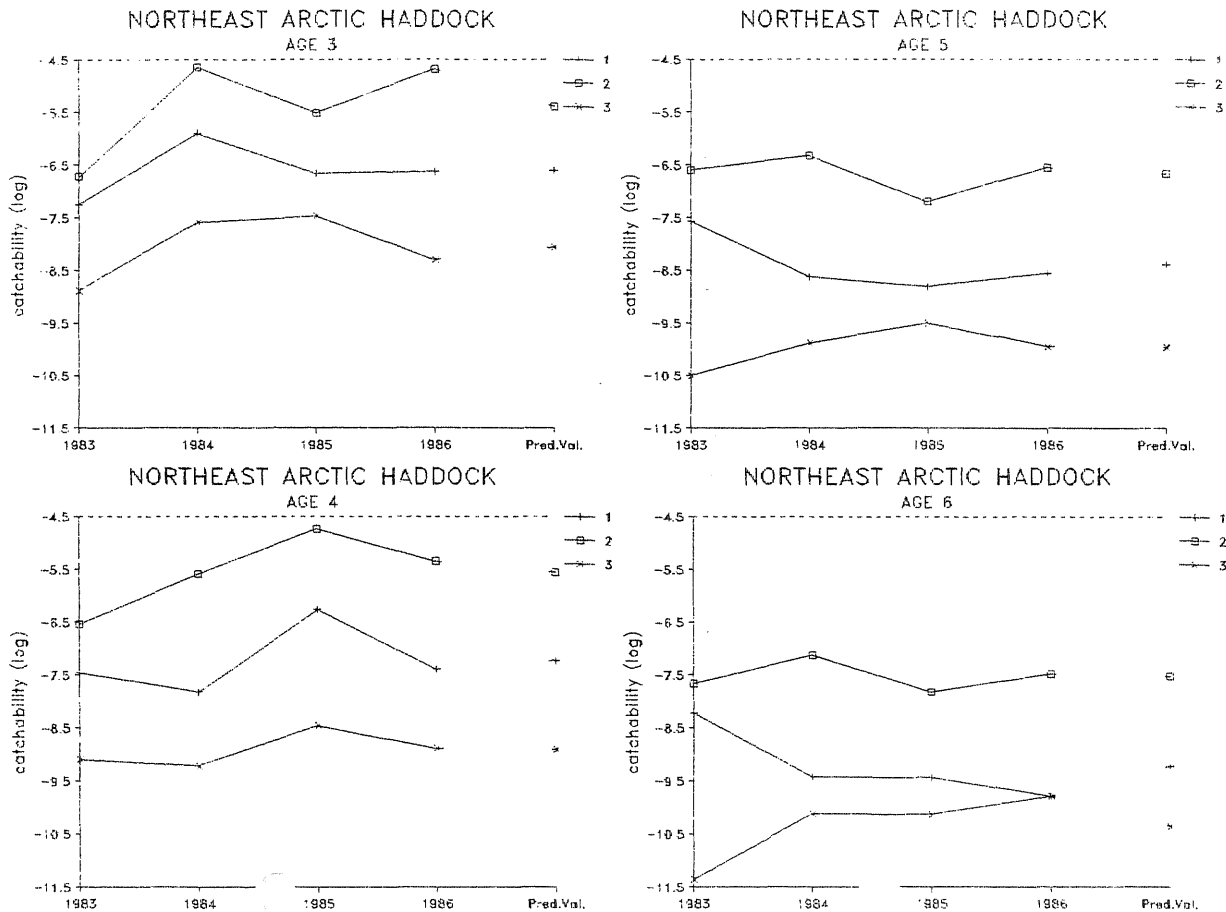 NORTHEAST ARCTIC HADDOCK
AGE 3
catchability (log)
-4.5
-5.5
-6.5
-7.5
-8.5
-9.5
-10.5
-11.5
1983 1984 1985 1986 Pred.Val.
1
2
3
NORTHEAST ARCTIC HADDOCK
AGE 5
catchability (log)
-4.5
-5.5
-6.5
-7.5
-8.5
-9.5
-10.5
-11.5
1983 1984 1985 1986 Pred.Val.
1
2
3
NORTHEAST ARCTIC HADDOCK
AGE 4
catchability (log)
-4.5
-5.5
-6.5
-7.5
-8.5
-9.5
-10.5
-11.5
1983 1984 1985 1986 Pred.Val.
1
2
3
NORTHEAST ARCTIC HADDOCK
AGE 6
catchability (log)
-4.5
-5.5
-6.5
-7.5
-8.5
-9.5
-10.5
-11.5
1983 1984 1985 1986 Pred.Val.
1
2
3